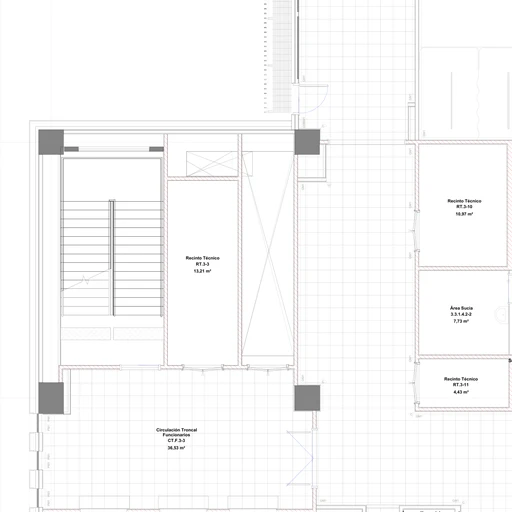 Recinto Técnico
RT.3-10
10,97 m²
Recinto Técnico
RT.3-3
13,21 m²
Área Sucia
3.3.1.4.2-2
7,73 m²
Recinto Técnico
RT.3-11
4,43 m²
Circulación Troncal
Funcionarios
CT.F.3-3
36,53 m²